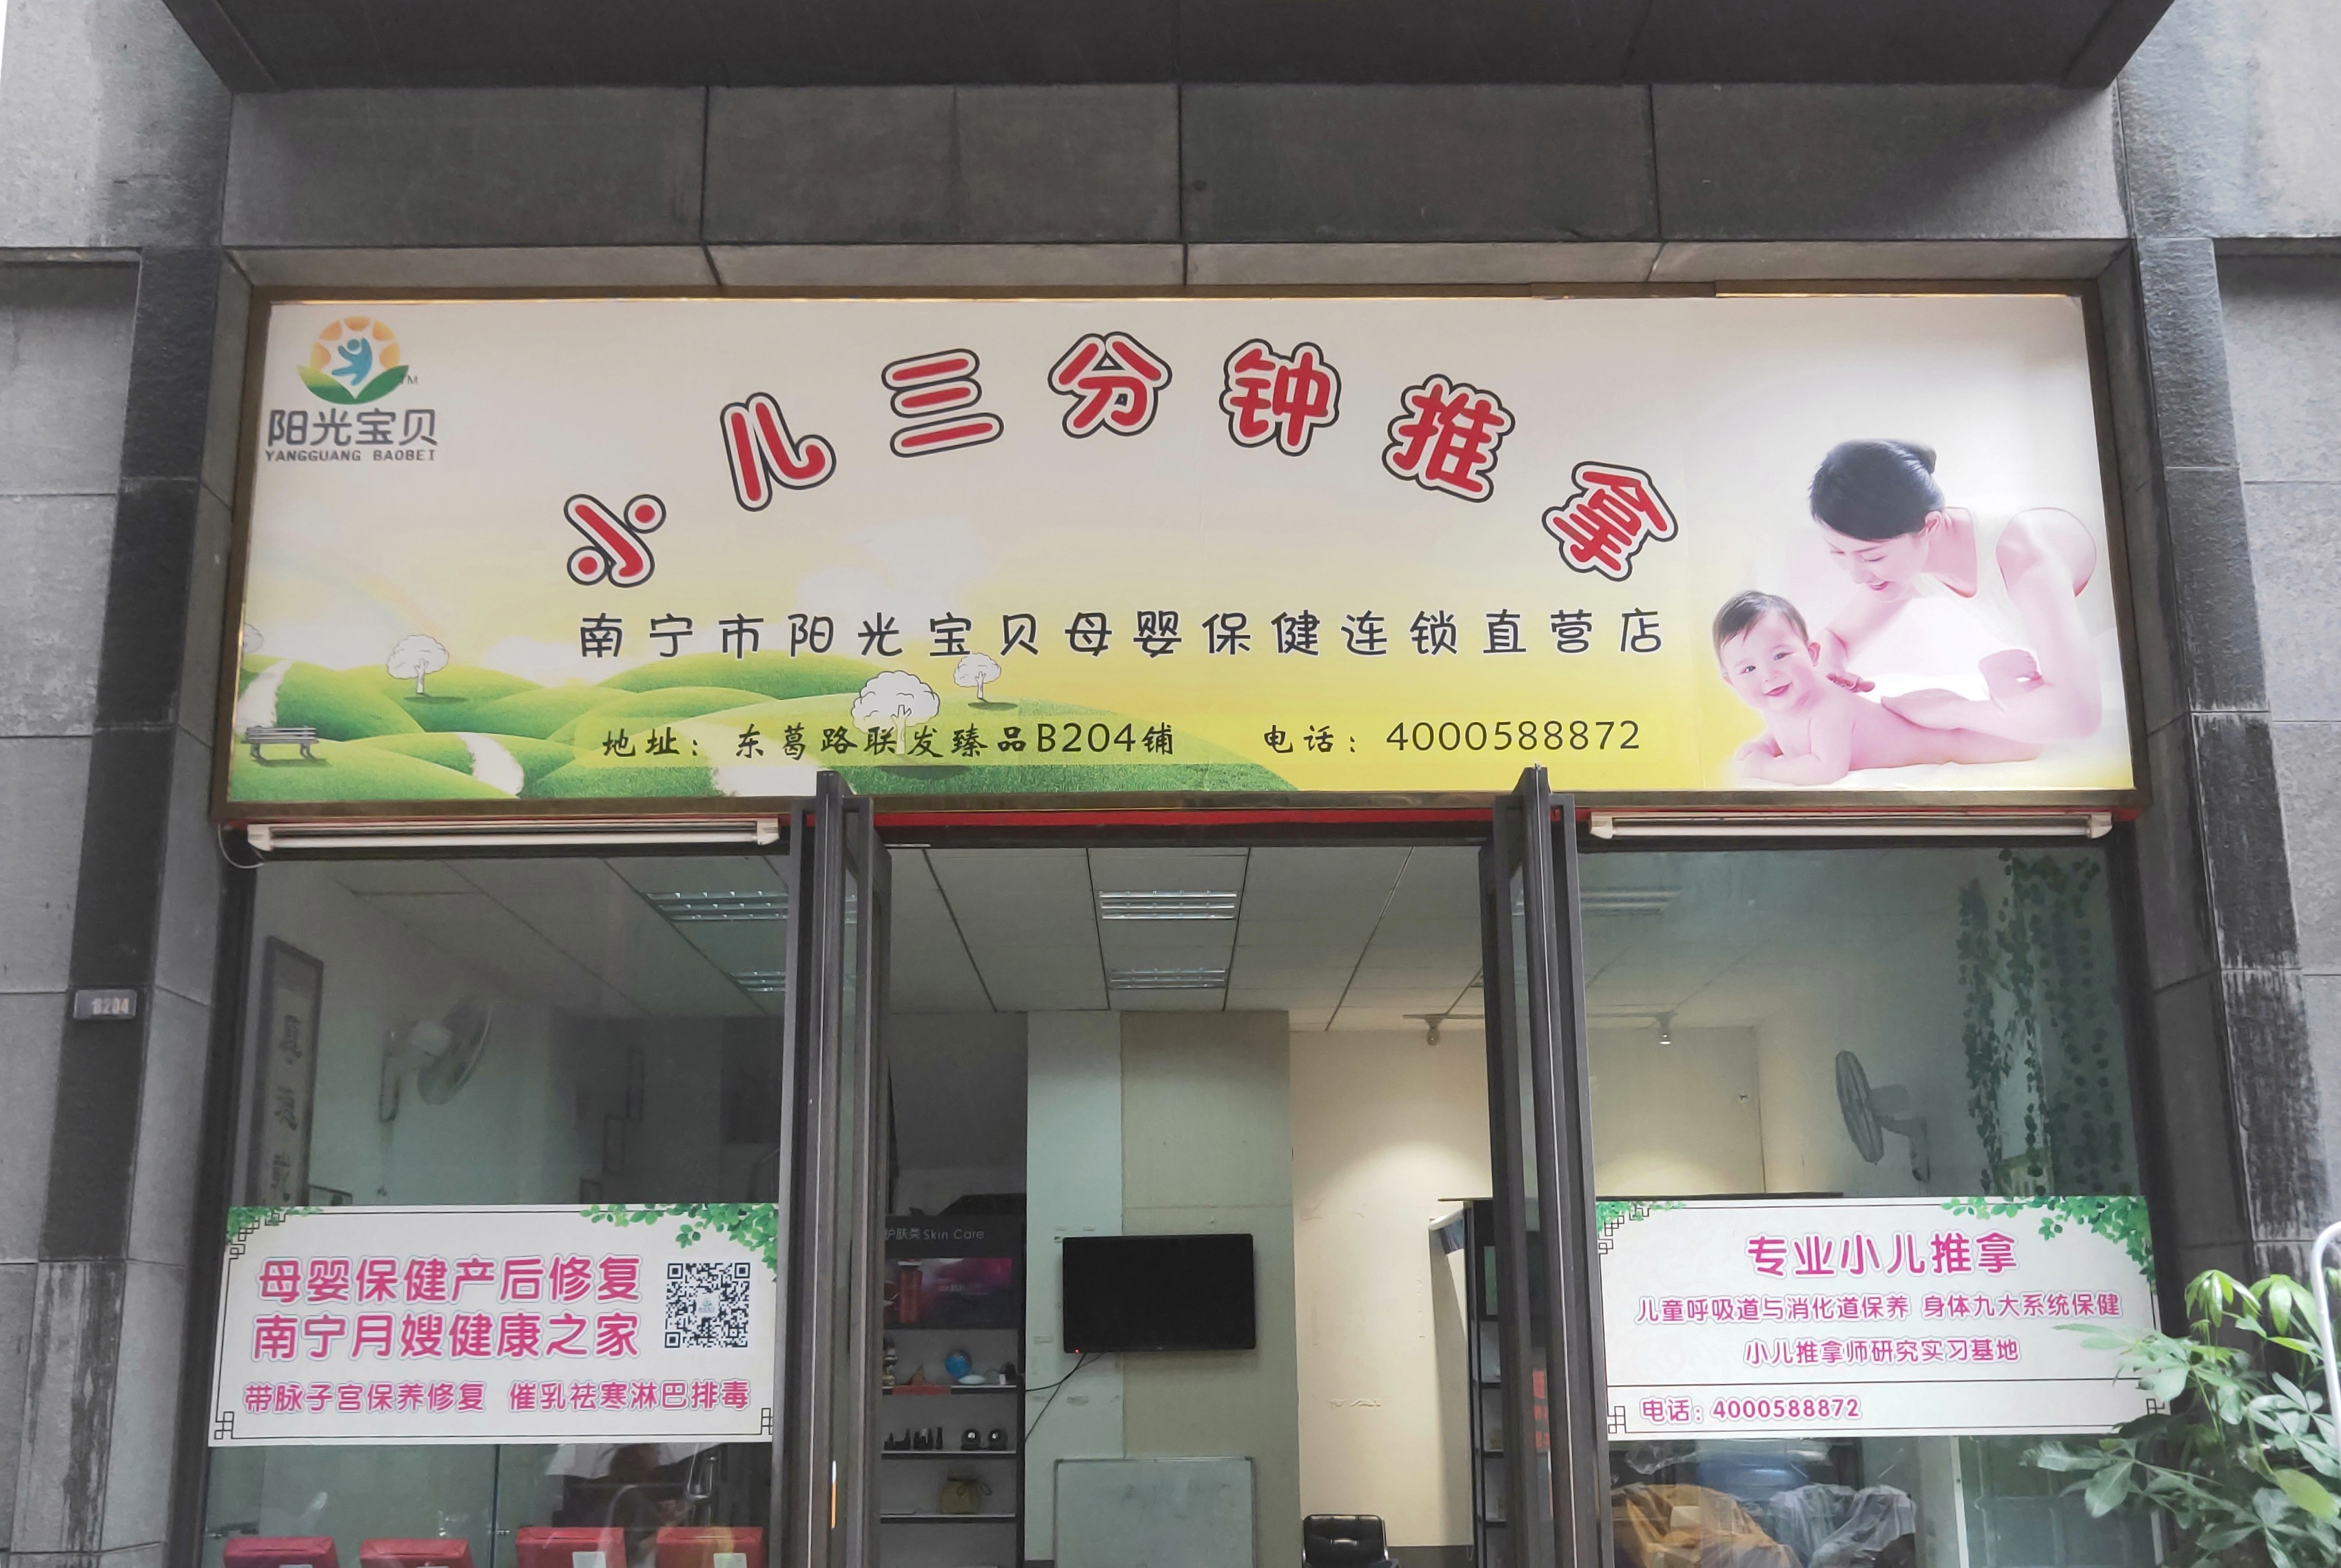 阳光宝贝
YANGGUANG BAOBEI
TM
小儿三分钟推拿
南宁市阳光宝贝母婴保健连锁直营店
地址：东葛路联发臻品B204铺 电话：4000588872
B204
护肤类 Skin Care
母婴保健产后修复
南宁月嫂健康之家
带脉子宫保养修复 催乳祛寒淋巴排毒
专业小儿推拿
儿童呼吸道与消化道保养 身体九大系统保健
小儿推拿师研究实习基地
电话：4000588872